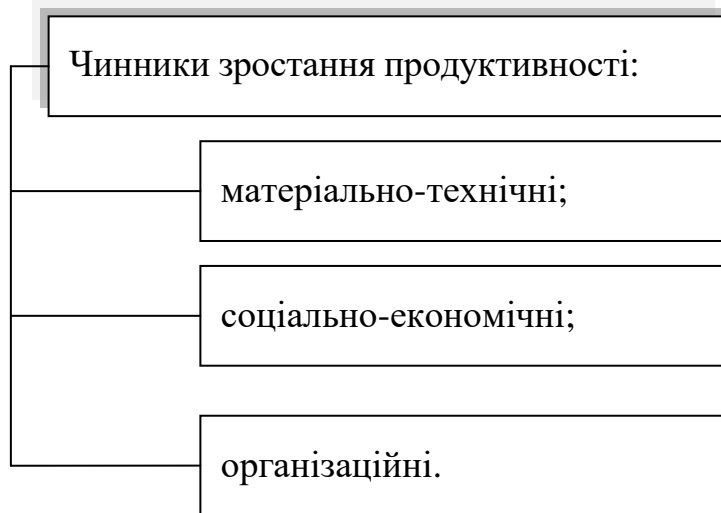 Чинники зростання продуктивності:
матеріально-технічні;
соціально-економічні;
організаційні.